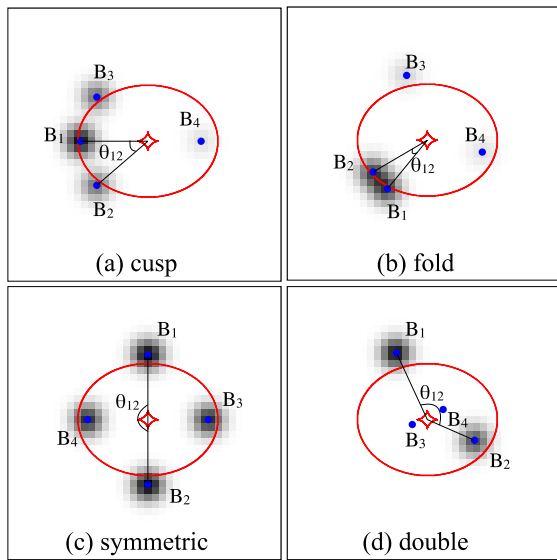 B₃
B₁
B₄
θ₁₂
B₂
(a) cusp
B₃
B₄
B₂
θ₁₂
B₁
(b) fold
B₁
θ₁₂
B₃
B₄
B₂
(c) symmetric
B₁
θ₁₂
B₄
B₃
B₂
(d) double